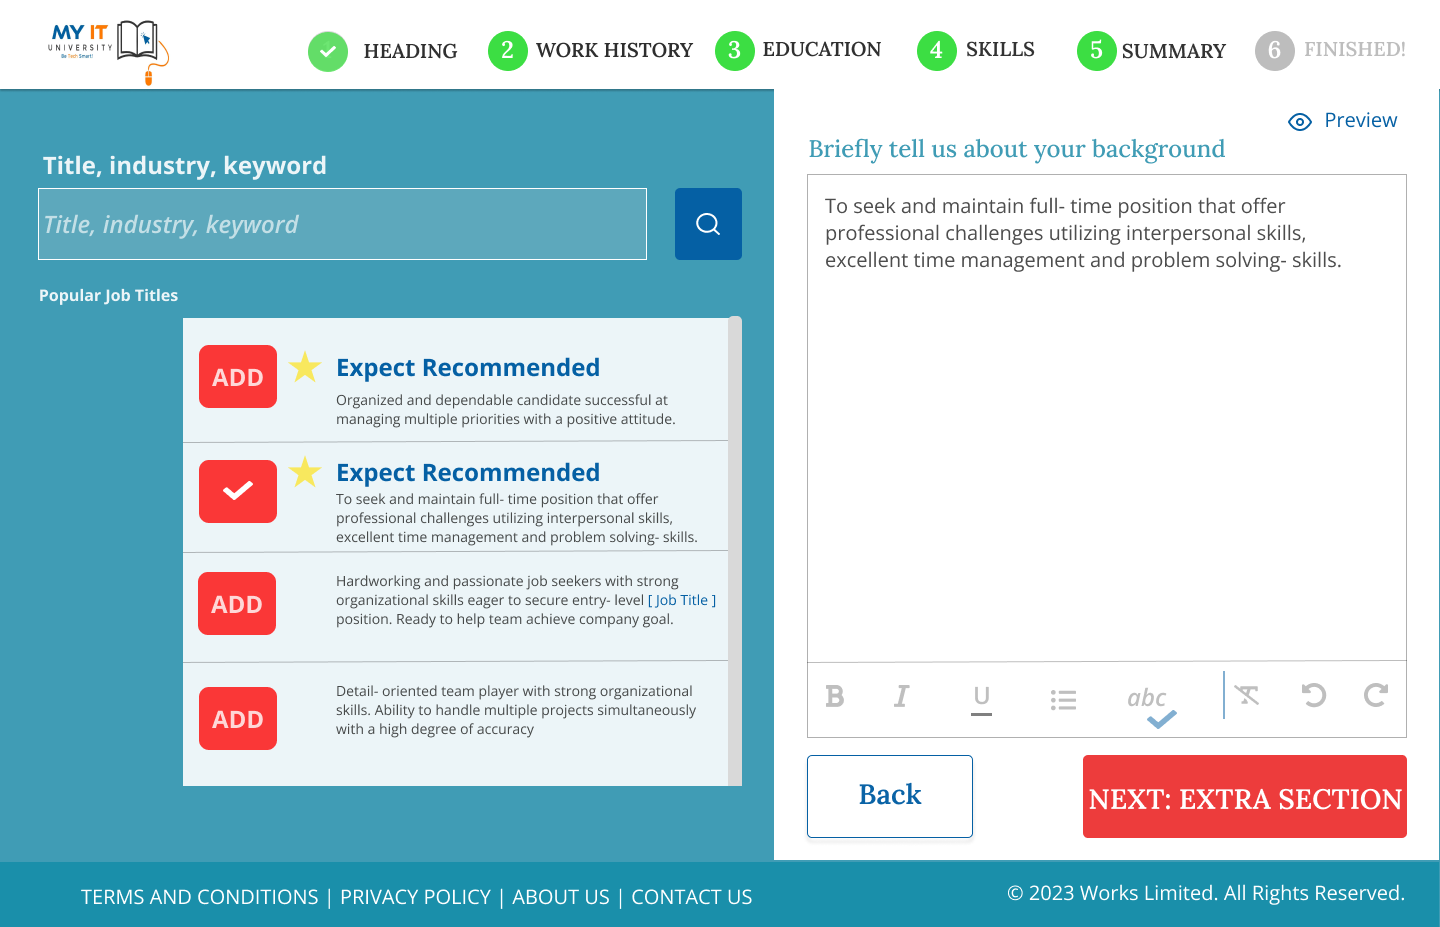 MY IT
UNIVERSITY
Be Tech Smart!
HEADING
2 WORK HISTORY
3 EDUCATION
4 SKILLS
5 SUMMARY
6 FINISHED!
Title, industry, keyword
Title, industry, keyword
Popular Job Titles
ADD
Expect Recommended
Organized and dependable candidate successful at
managing multiple priorities with a positive attitude.
Expect Recommended
To seek and maintain full- time position that offer
professional challenges utilizing interpersonal skills,
excellent time management and problem solving- skills.
ADD
Hardworking and passionate job seekers with strong
organizational skills eager to secure entry- level [ Job Title ]
position. Ready to help team achieve company goal.
ADD
Detail- oriented team player with strong organizational
skills. Ability to handle multiple projects simultaneously
with a high degree of accuracy
Preview
Briefly tell us about your background
To seek and maintain full- time position that offer
professional challenges utilizing interpersonal skills,
excellent time management and problem solving- skills.
B I U abc T
Back
NEXT: EXTRA SECTION
TERMS AND CONDITIONS | PRIVACY POLICY | ABOUT US | CONTACT US
© 2023 Works Limited. All Rights Reserved.